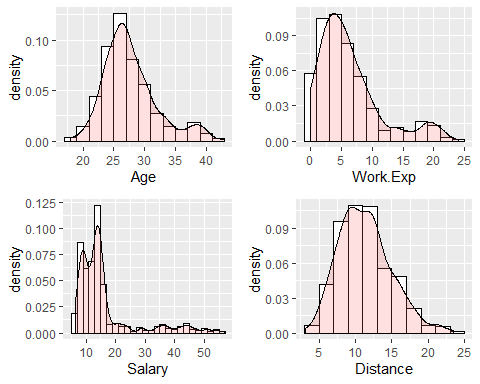 density
0.10
0.05
0.00
20 25 30 35 40
Age
density
0.09
0.06
0.03
0.00
0 5 10 15 20 25
Work.Exp
density
0.125
0.100
0.075
0.050
0.025
0.000
10 20 30 40 50
Salary
density
0.09
0.06
0.03
0.00
5 10 15 20 25
Distance